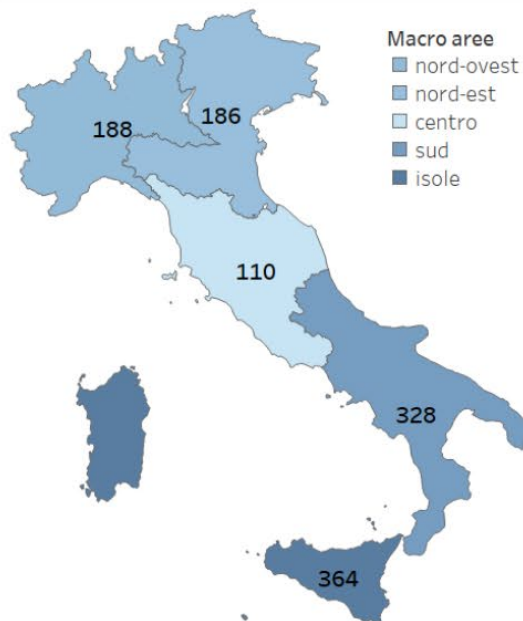 Macro aree
nord-ovest
nord-est
centro
sud
isole
188
186
110
328
364